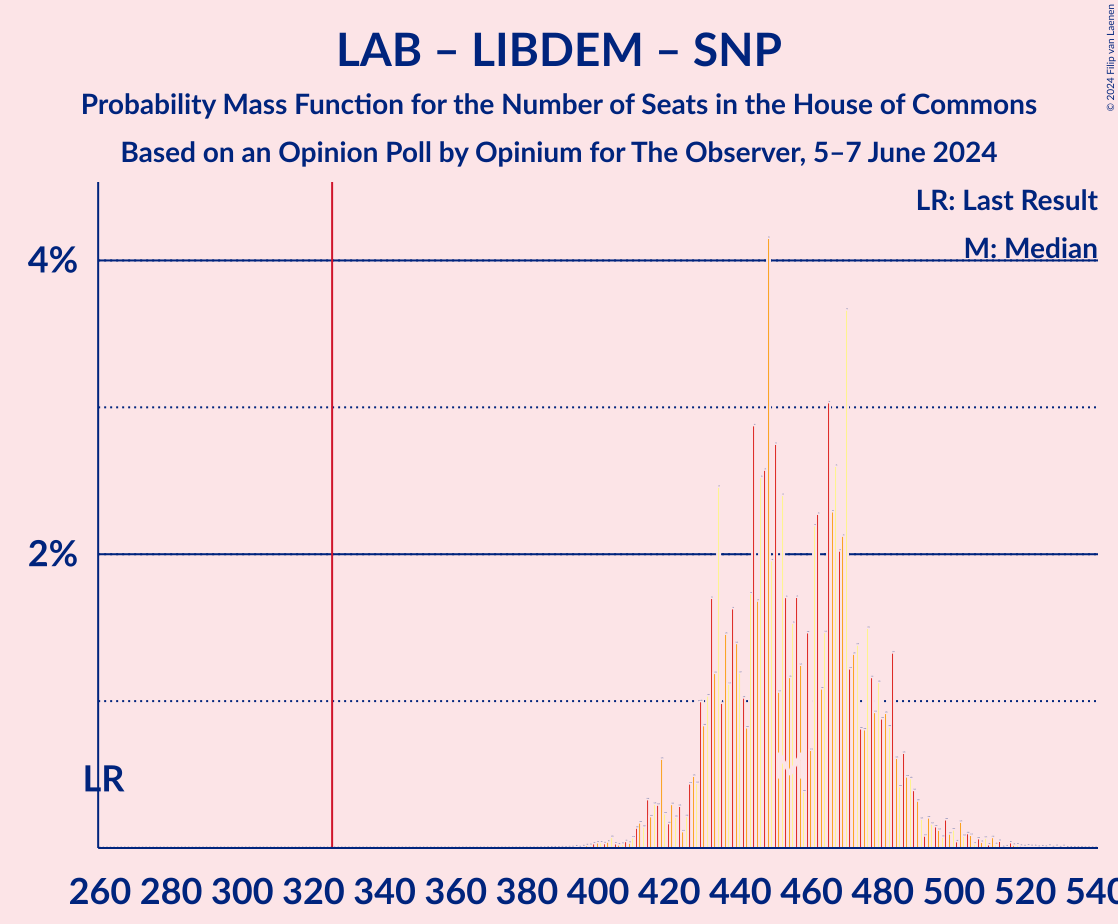 LAB – LIBDEM – SNP
Probability Mass Function for the Number of Seats in the House of Commons
Based on an Opinion Poll by Opinium for The Observer, 5–7 June 2024
© 2024 Filip van Laenen
LR: Last Result
M: Median
4%
2%
LR
260 280 300 320 340 360 380 400 420 440 460 480 500 520 540